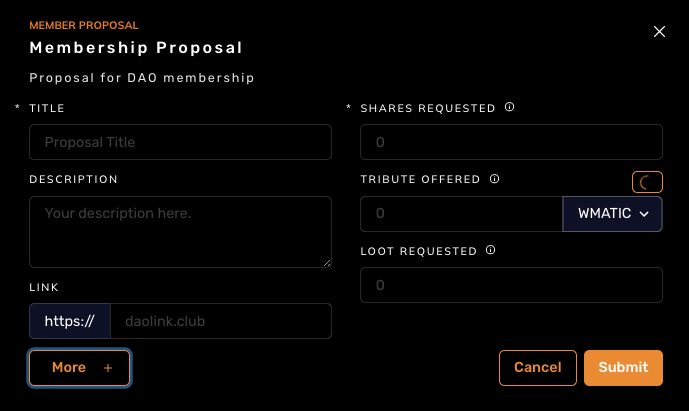 MEMBER PROPOSAL
Membership Proposal
Proposal for DAO membership
* TITLE
Proposal Title
DESCRIPTION
Your description here.
LINK
https:// daolink.club
* SHARES REQUESTED
0
TRIBUTE OFFERED
0 WMATIC
LOOT REQUESTED
0
More +
Cancel Submit